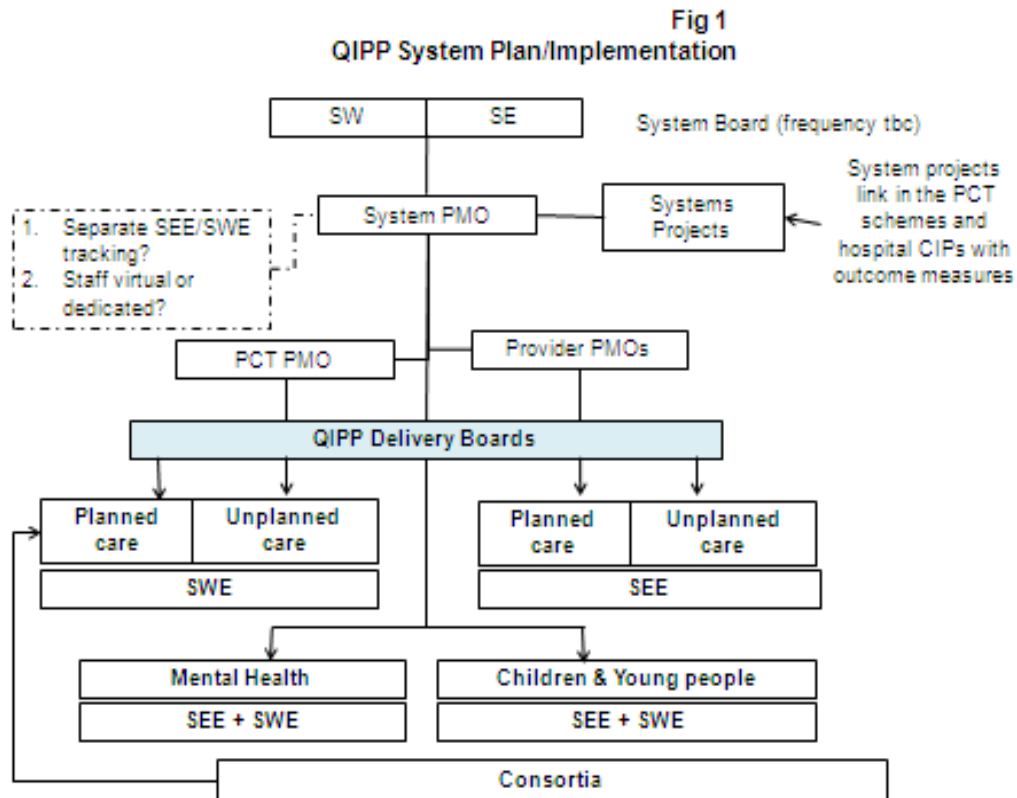 Fig 1
QIPP System Plan/Implementation
SW
SE
System Board (frequency tbc)
System projects
link in the PCT
schemes and
hospital CIPs with
outcome measures
System PMO
Systems
Projects
1. Separate SEE/SWE
tracking?
2. Staff virtual or
dedicated?
PCT PMO
Provider PMOs
QIPP Delivery Boards
Planned
care
Unplanned
care
Planned
care
Unplanned
care
SWE
SEE
Mental Health
Children & Young people
SEE + SWE
SEE + SWE
Consortia